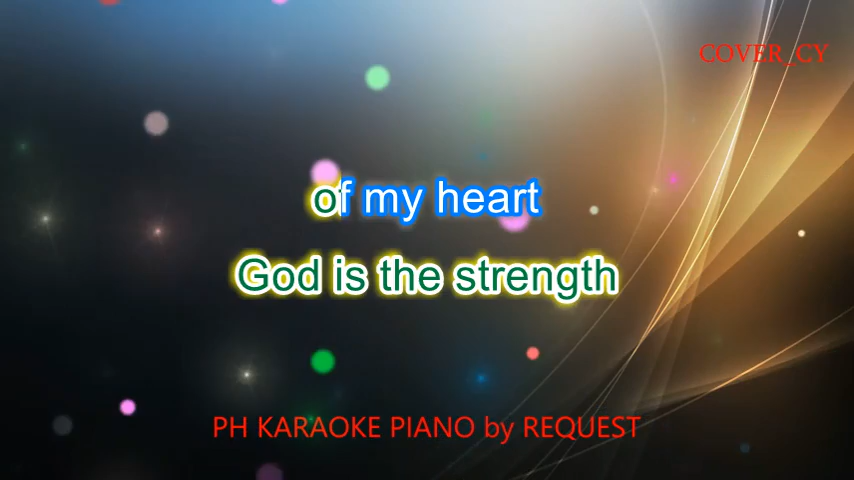 COVER_CY
of my heart
God is the strength
PH KARAOKE PIANO by REQUEST